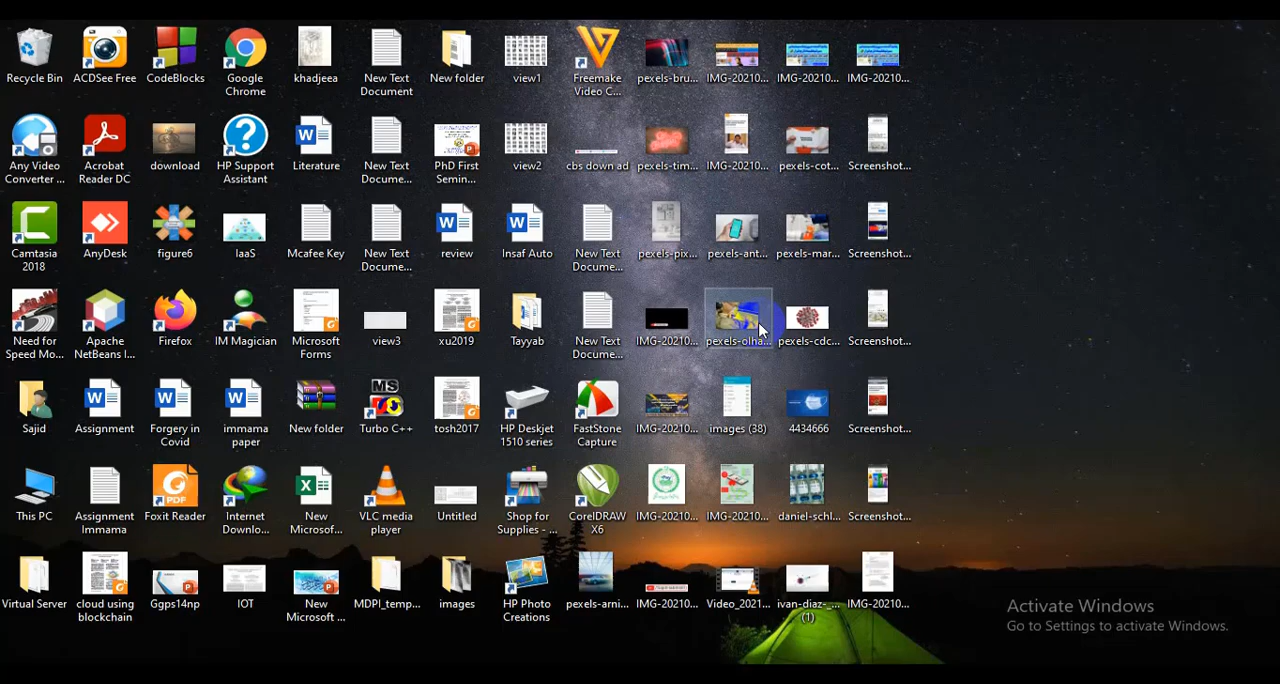 Recycle Bin
ACDSee Free
CodeBlocks
Google
Chrome
khadjeea
New Text
Document
New folder
view1
Freemake
Video C...
pexels-bru...
IMG-20210...
IMG-20210...
IMG-20210...
Any Video
Converter ...
Acrobat
Reader DC
download
HP Support
Assistant
Literature
New Text
Docume...
PhD First
Semin...
view2
cbs down ad
pexels-tim...
IMG-20210...
pexels-cot...
Screenshot...
Camtasia
2018
AnyDesk
figure6
IaaS
Mcafee Key
New Text
Docume...
review
Insaf Auto
New Text
Docume...
pexels-pix...
pexels-ant...
pexels-mar...
Screenshot...
Need for
Speed Mo...
Apache
NetBeans I...
Firefox
IM Magician
Microsoft
Forms
view3
xu2019
Tayyab
New Text
Docume...
IMG-20210...
pexels-olha...
pexels-cdc...
Screenshot...
Sajid
Assignment
Forgery in
Covid
immama
paper
New folder
MS
Turbo C++
tosh2017
HP Deskjet
1510 series
FastStone
Capture
IMG-20210...
images (38)
4434666
Screenshot...
This PC
Assignment
Immama
PDF
Foxit Reader
Internet
Downlo...
New
Microsof...
VLC media
player
Untitled
Shop for
Supplies - ...
CorelDRAW
X6
IMG-20210...
IMG-20210...
daniel-schl...
Screenshot...
Virtual Server
cloud using
blockchain
Ggps14np
IOT
New
Microsoft ...
MDPI_temp...
images
HP Photo
Creations
pexels-arni...
IMG-20210...
Video_2021...
ivan-diaz-_...
(1)
IMG-20210...
Activate Windows
Go to Settings to activate Windows.